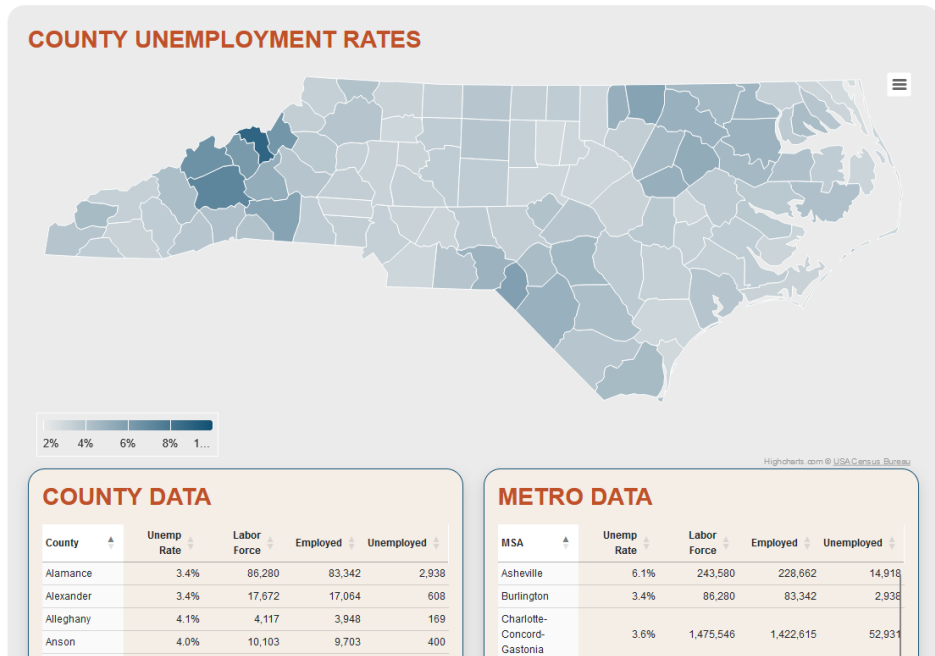 COUNTY UNEMPLOYMENT RATES
2% 4% 6% 8% 1...
Highcharts.com © USA Census Bureau
COUNTY DATA
County Unemp Rate Labor Force Employed Unemployed
Alamance 3.4% 86,280 83,342 2,938
Alexander 3.4% 17,672 17,064 608
Alleghany 4.1% 4,117 3,948 169
Anson 4.0% 10,103 9,703 400
METRO DATA
MSA Unemp Rate Labor Force Employed Unemployed
Asheville 6.1% 243,580 228,662 14,918
Burlington 3.4% 86,280 83,342 2,938
Charlotte-
Concord-
Gastonia 3.6% 1,475,546 1,422,615 52,931